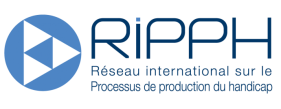 RiPPH
Réseau international sur le
Processus de production du handicap